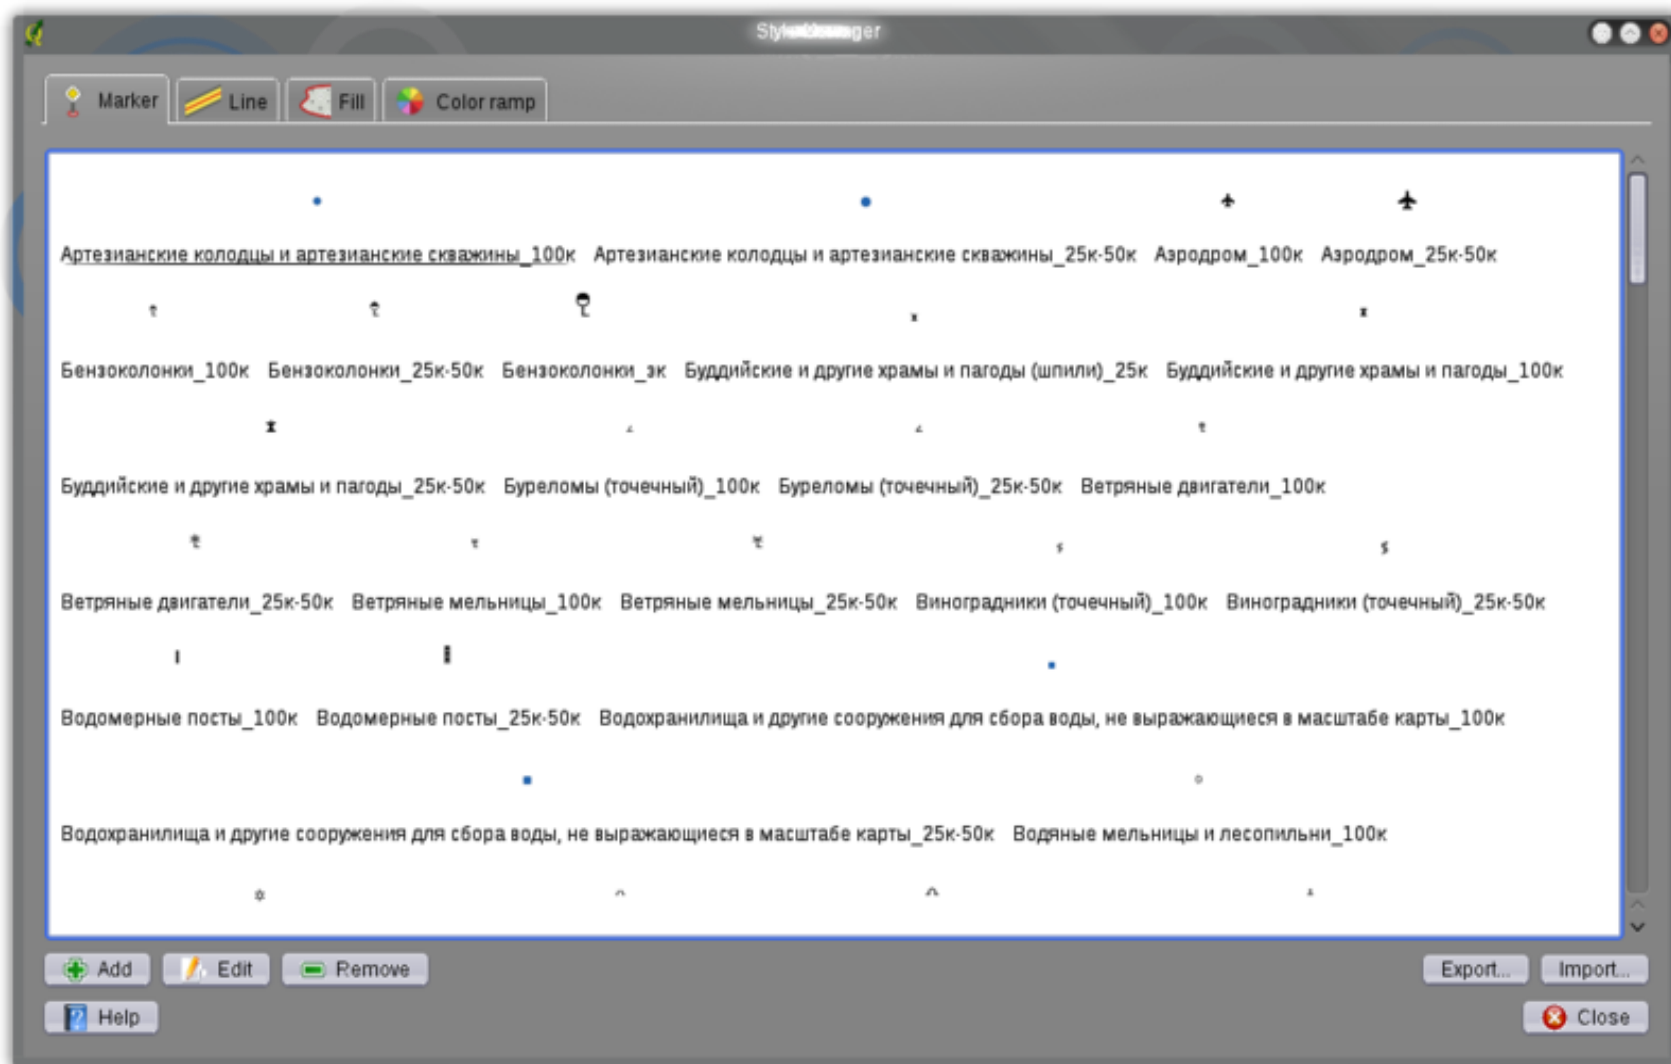 Style Manager
Marker Line Fill Color ramp
Артезианские колодцы и артезианские скважины_100к Артезианские колодцы и артезианские скважины_25к-50к Аэродром_100к Аэродром_25к-50к
Бензоколонки_100к Бензоколонки_25к-50к Бензоколонки_эк Буддийские и другие храмы и пагоды (шпили)_25к Буддийские и другие храмы и пагоды_100к
Буддийские и другие храмы и пагоды_25к-50к Буреломы (точечный)_100к Буреломы (точечный)_25к-50к Ветряные двигатели_100к
Ветряные двигатели_25к-50к Ветряные мельницы_100к Ветряные мельницы_25к-50к Виноградники (точечный)_100к Виноградники (точечный)_25к-50к
Водомерные посты_100к Водомерные посты_25к-50к Водохранилища и другие сооружения для сбора воды, не выражающиеся в масштабе карты_100к
Водохранилища и другие сооружения для сбора воды, не выражающиеся в масштабе карты_25к-50к Водяные мельницы и лесопильни_100к
Add Edit Remove Export... Import...
Help Close